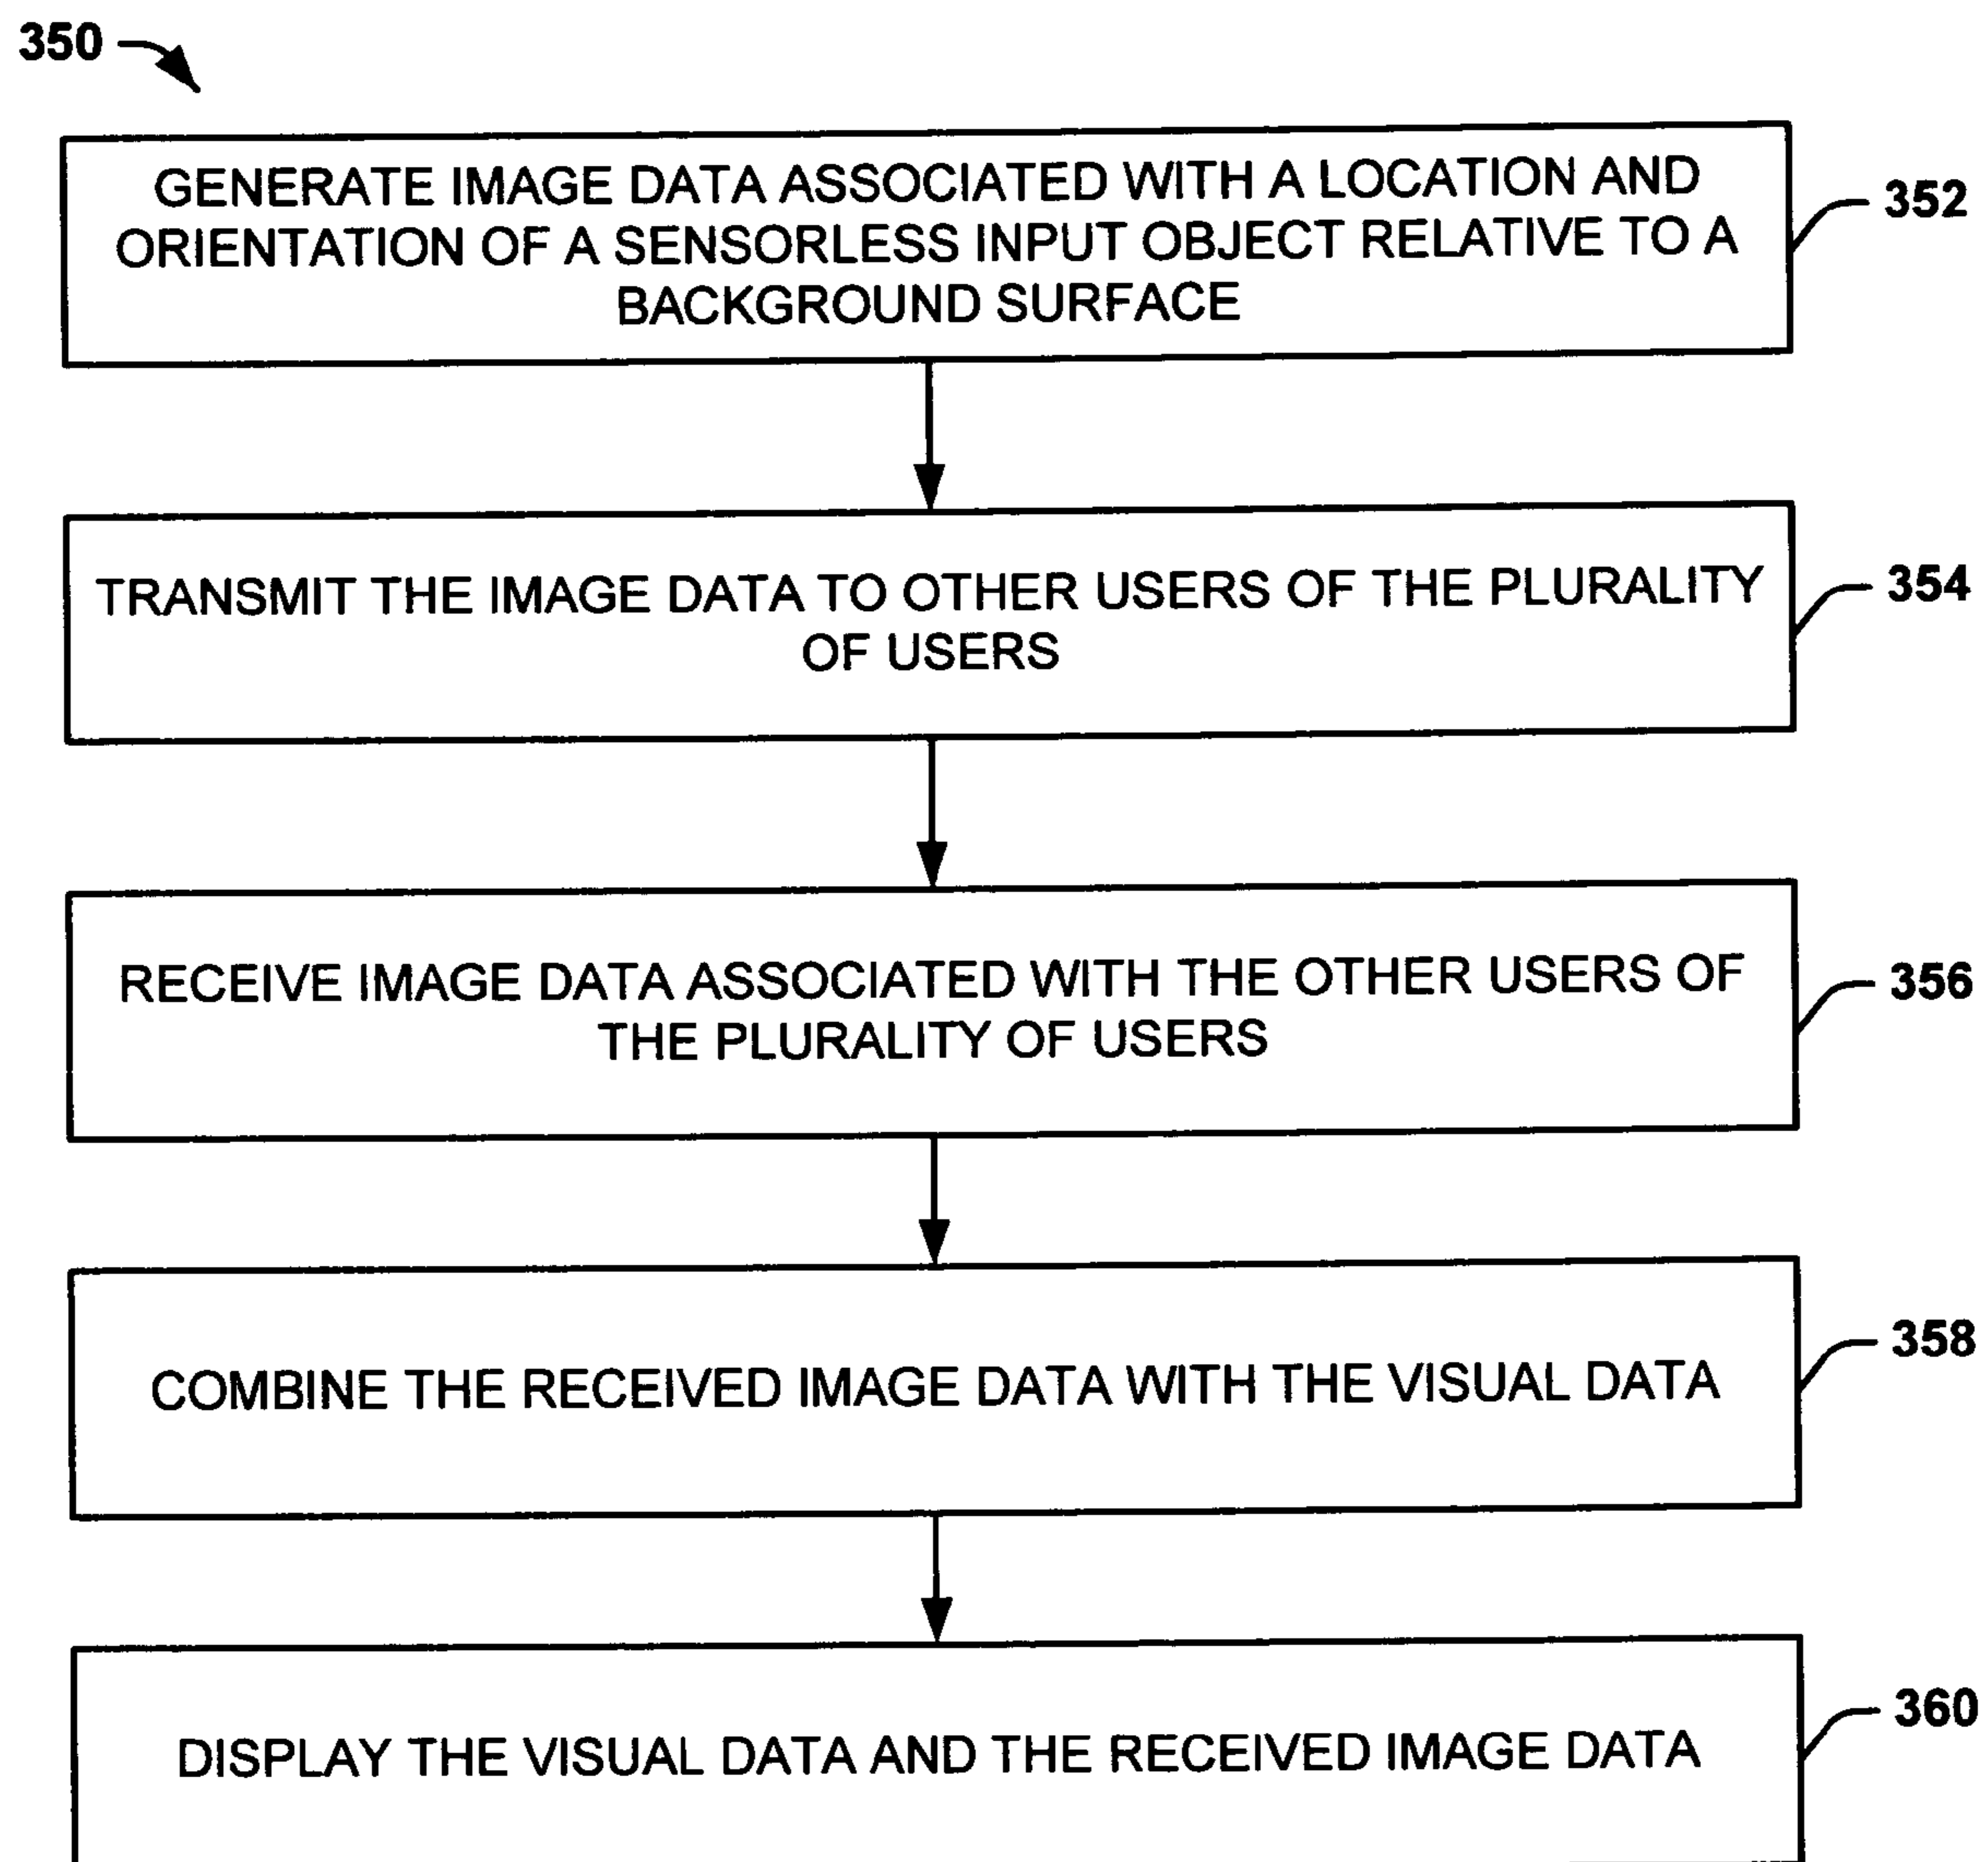 350
GENERATE IMAGE DATA ASSOCIATED WITH A LOCATION AND
ORIENTATION OF A SENSORLESS INPUT OBJECT RELATIVE TO A
BACKGROUND SURFACE
352
TRANSMIT THE IMAGE DATA TO OTHER USERS OF THE PLURALITY
OF USERS
354
RECEIVE IMAGE DATA ASSOCIATED WITH THE OTHER USERS OF
THE PLURALITY OF USERS
356
COMBINE THE RECEIVED IMAGE DATA WITH THE VISUAL DATA
358
DISPLAY THE VISUAL DATA AND THE RECEIVED IMAGE DATA
360